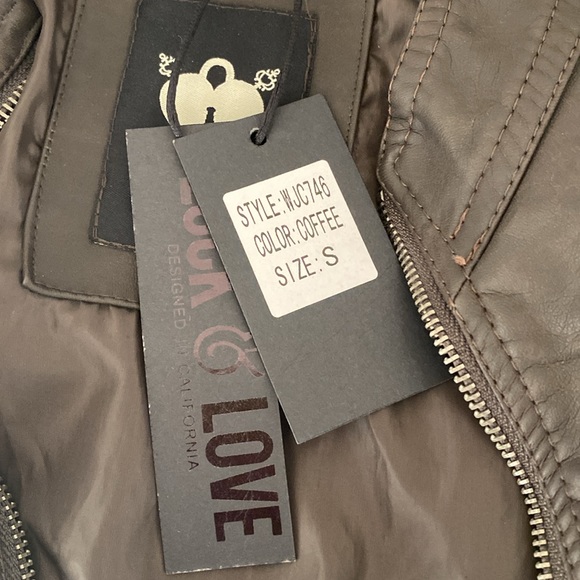 STYLE:WJC746
COLOR:COFFEE
SIZE:S
LOCK & LOVE
DESIGNED CALIFORNIA